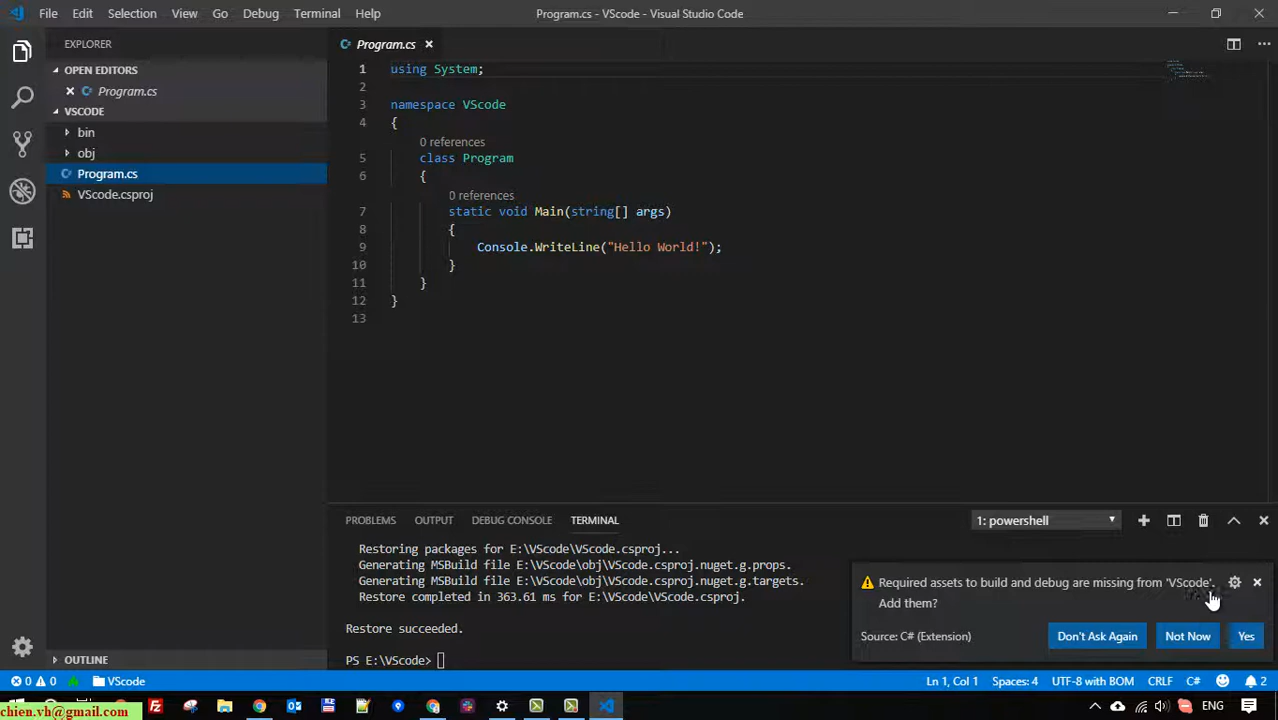 File Edit Selection View Go Debug Terminal Help
Program.cs - VScode - Visual Studio Code
EXPLORER
OPEN EDITORS
Program.cs
VSCODE
bin
obj
Program.cs
VScode.csproj
OUTLINE
Program.cs
1 using System;
2
3 namespace VScode
4 {
0 references
5 class Program
6 {
0 references
7 static void Main(string[] args)
8 {
9 Console.WriteLine("Hello World!");
10 }
11 }
12 }
13
PROBLEMS OUTPUT DEBUG CONSOLE TERMINAL
1: powershell
Restoring packages for E:\VScode\VScode.csproj...
Generating MSBuild file E:\VScode\obj\VScode.csproj.nuget.g.props.
Generating MSBuild file E:\VScode\obj\VScode.csproj.nuget.g.targets.
Restore completed in 363.61 ms for E:\VScode\VScode.csproj.
Restore succeeded.
PS E:\VScode>
Required assets to build and debug are missing from 'VScode'.
Add them?
Source: C# (Extension)
Don't Ask Again
Not Now
Yes
0 0 VScode
Ln 1, Col 1 Spaces: 4 UTF-8 with BOM CRLF C# 2
ENG
chien.vh@gmail.com